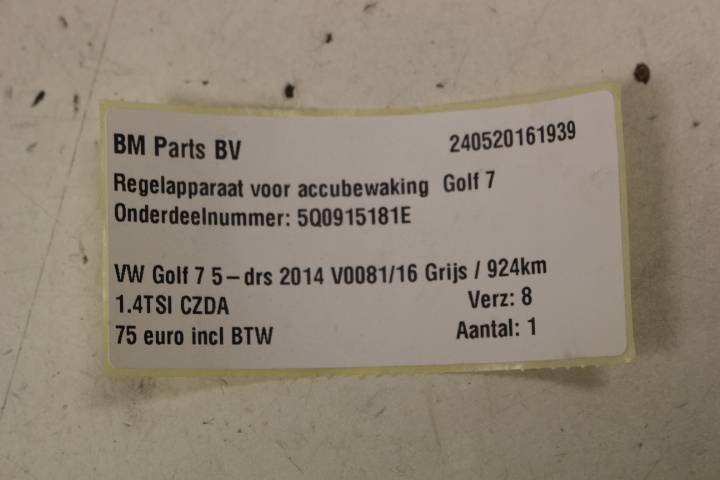 BM Parts BV 240520161939
Regelapparaat voor accubewaking Golf 7
Onderdeelnummer: 5Q0915181E
VW Golf 7 5-drs 2014 V0081/16 Grijs / 924km
1.4TSI CZDA Verz: 8
75 euro incl BTW Aantal: 1